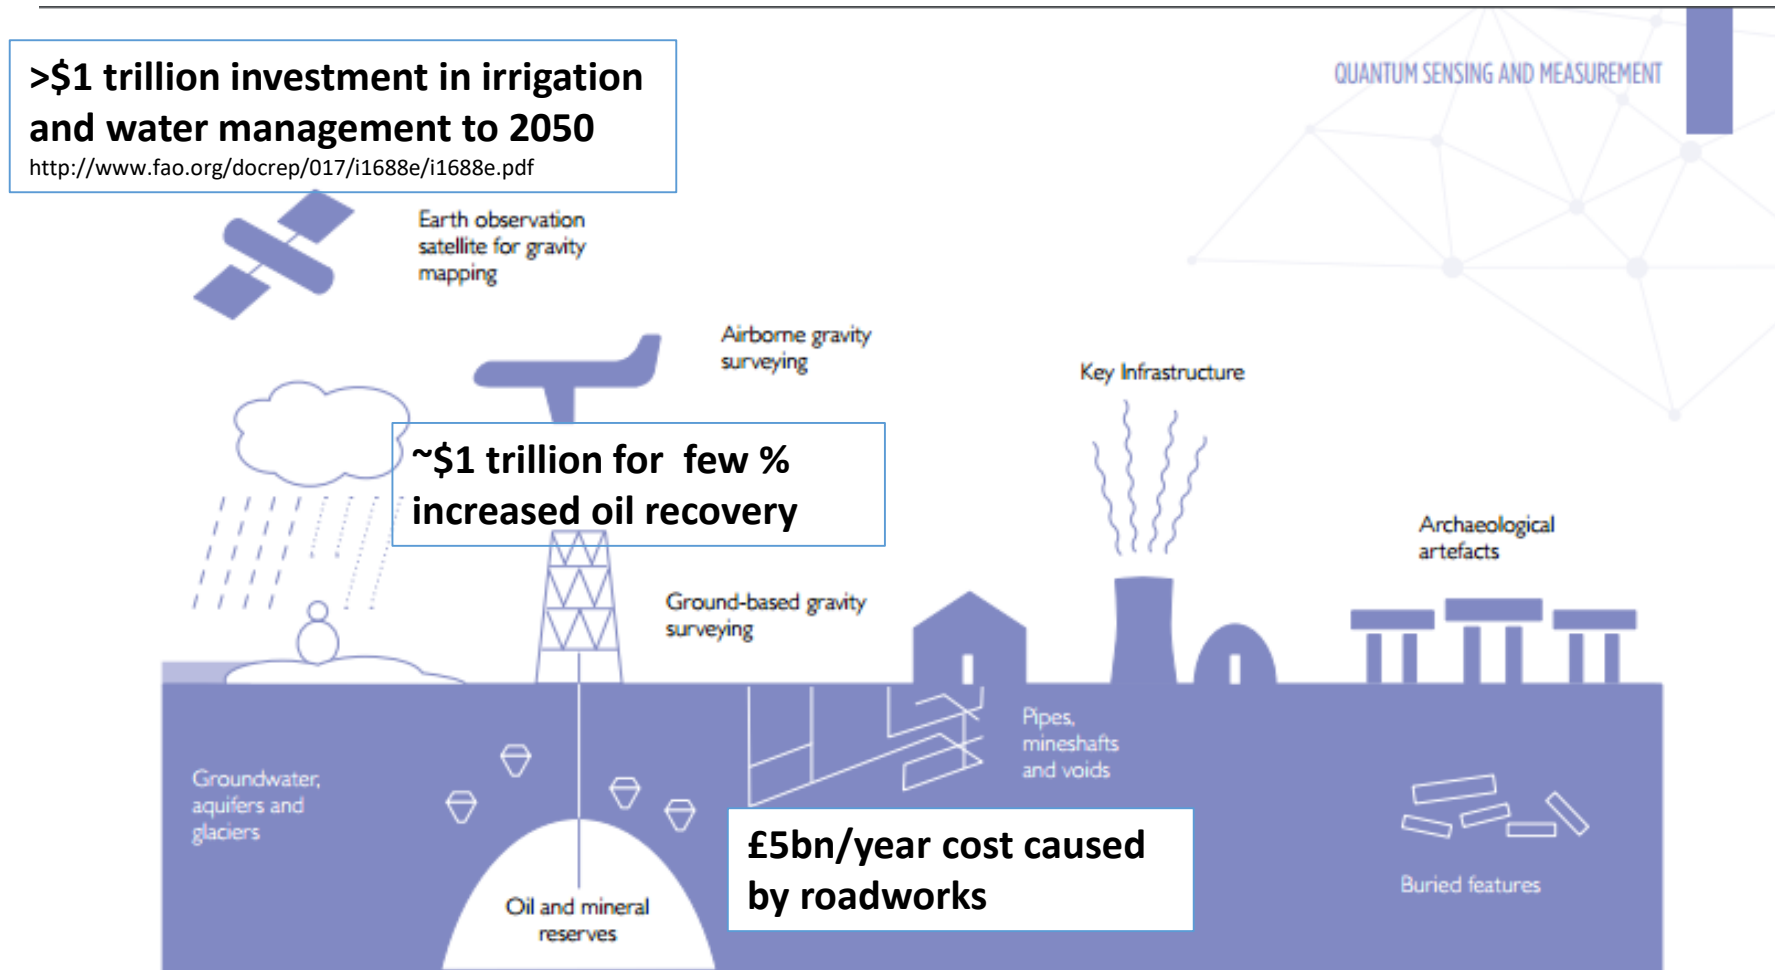 >$1 trillion investment in irrigation
and water management to 2050
http://www.fao.org/docrep/017/i1688e/i1688e.pdf
QUANTUM SENSING AND MEASUREMENT
Earth observation
satellite for gravity
mapping
Airborne gravity
surveying
Key Infrastructure
~$1 trillion for few %
increased oil recovery
Archaeological
artefacts
Ground-based gravity
surveying
Pipes,
mineshafts
and voids
Groundwater,
aquifers and
glaciers
£5bn/year cost caused
by roadworks
Buried features
Oil and mineral
reserves